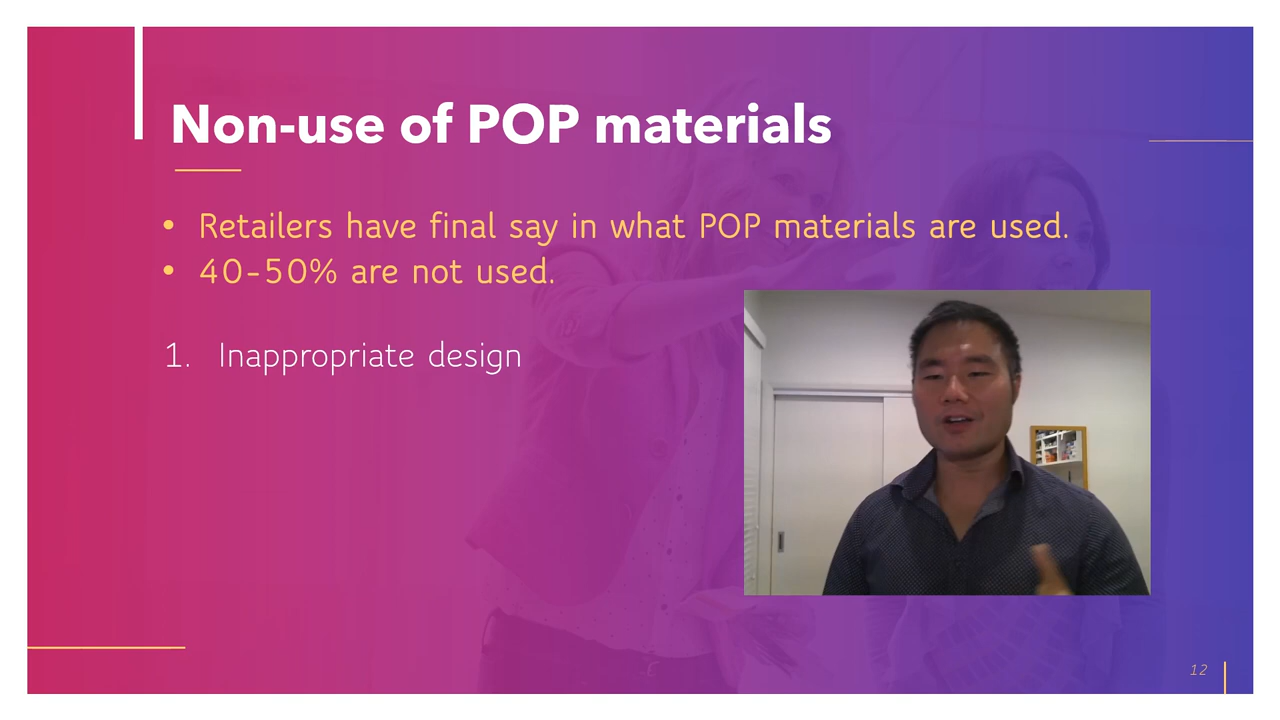 Non-use of POP materials
• Retailers have final say in what POP materials are used.
• 40-50% are not used.
1. Inappropriate design
12